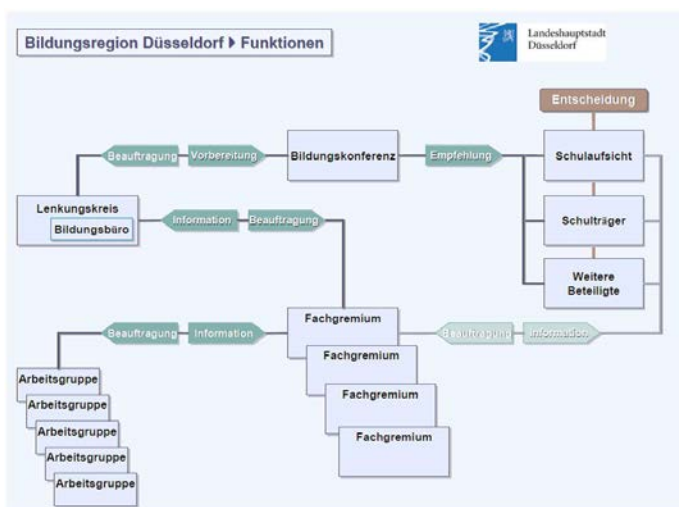 Bildungsregion Düsseldorf Funktionen
Landeshauptstadt
Düsseldorf
Entscheidung
Beauftragung Vorbereitung Bildungskonferenz Empfehlung Schulaufsicht
Lenkungskreis
Bildungsbüro
Information Beauftragung
Schulträger
Weitere
Beteiligte
Beauftragung Information Fachgremium Beauftragung Information
Fachgremium
Fachgremium
Fachgremium
Arbeitsgruppe
Arbeitsgruppe
Arbeitsgruppe
Arbeitsgruppe
Arbeitsgruppe